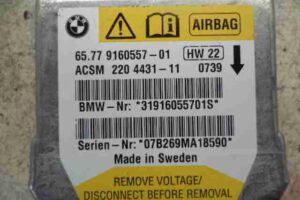 BMW
AIRBAG
65.77 9160557-01 HW 22
ACSM 220 4431-11 0739
BMW-Nr: *31916055701S*
Serien-Nr: *07B269MA18590*
Made in Sweden
REMOVE VOLTAGE/
DISCONNECT BEFORE REMOVAL